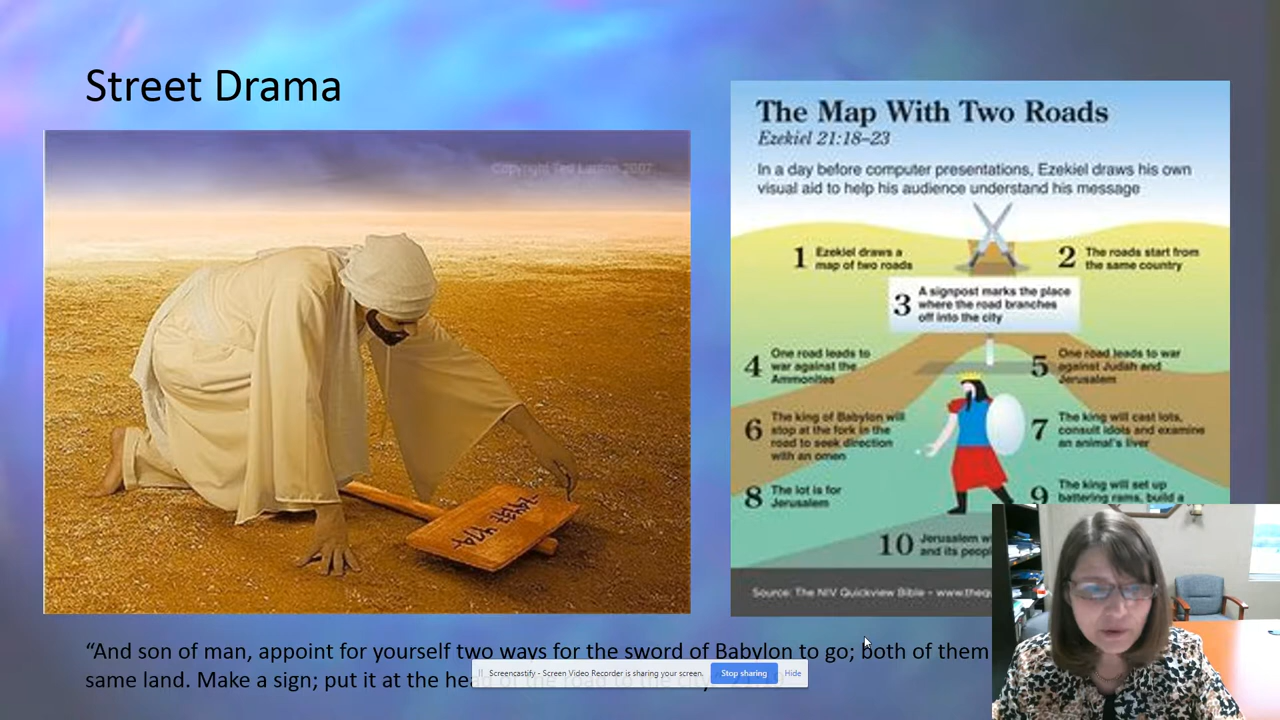 Street Drama
Copyright Ted Larson 2007
The Map With Two Roads
Ezekiel 21:18–23
In a day before computer presentations, Ezekiel draws his own
visual aid to help his audience understand his message
1 Ezekiel draws a
map of two roads
2 The roads start from
the same country
3 A signpost marks the place
where the road branches
off into the city
4 One road leads to
war against the
Ammonites
5 One road leads to war
against Judah and
Jerusalem
6 The king of Babylon will
stop at the fork in the
road to seek direction
with an omen
7 The king will cast lots,
consult idols and examine
an animal's liver
8 The lot is for
Jerusalem
9 The king will set up
battering rams, build a
10 Jerusalem
and its
Source: The NIV Quickview Bible – 
“And son of man, appoint for yourself two ways for the sword of Babylon to go; both of them
same land. Make a sign; put it at the head of the road to the city
Screencastify - Screen Video Recorder is sharing your screen.
Stop sharing
Hide